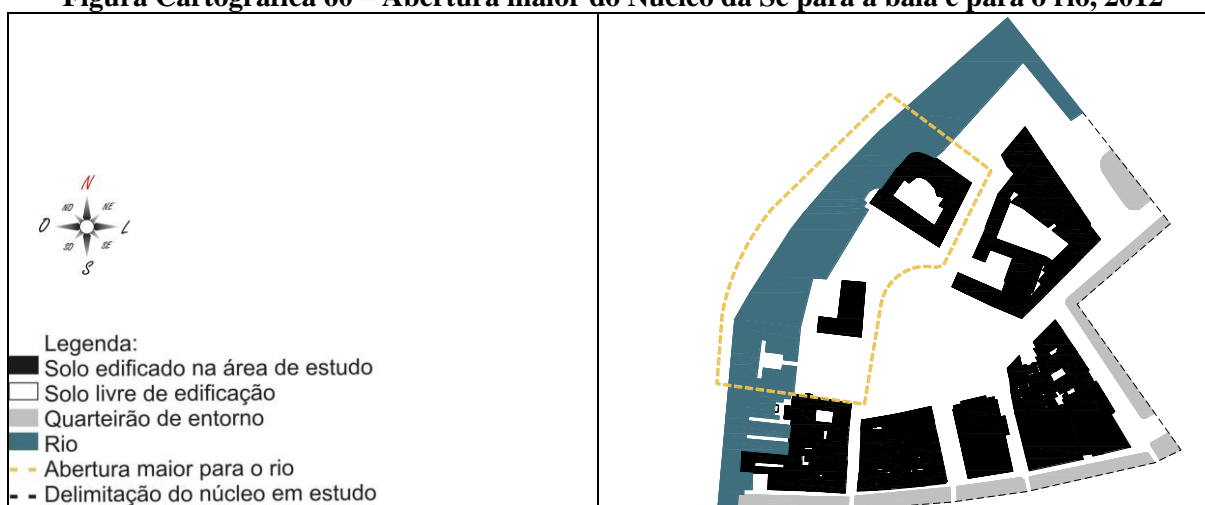 Figura Cartográfica 60 – Abertura maior do Núcleo da Sé para a baía e para o rio, 2012
N
NO NE
O L
SO SE
S
Legenda:
Solo edificado na área de estudo
Solo livre de edificação
Quarteirão de entorno
Rio
Abertura maior para o rio
Delimitação do núcleo em estudo